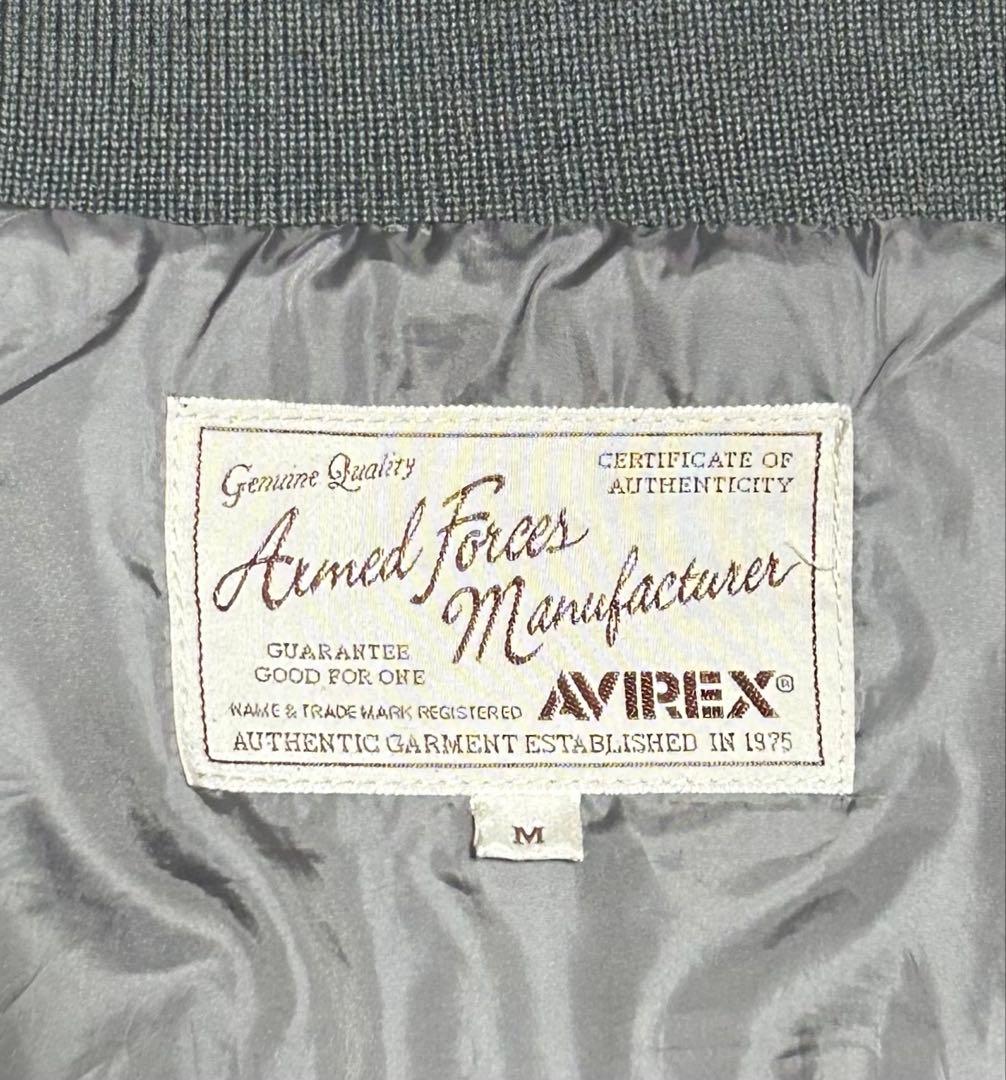 Genuine Quality
CERTIFICATE OF
AUTHENTICITY
Armed Forces
Manufacturer
GUARANTEE
GOOD FOR ONE
AVIREX®
NAME & TRADE MARK REGISTERED
AUTHENTIC GARMENT ESTABLISHED IN 1975
M